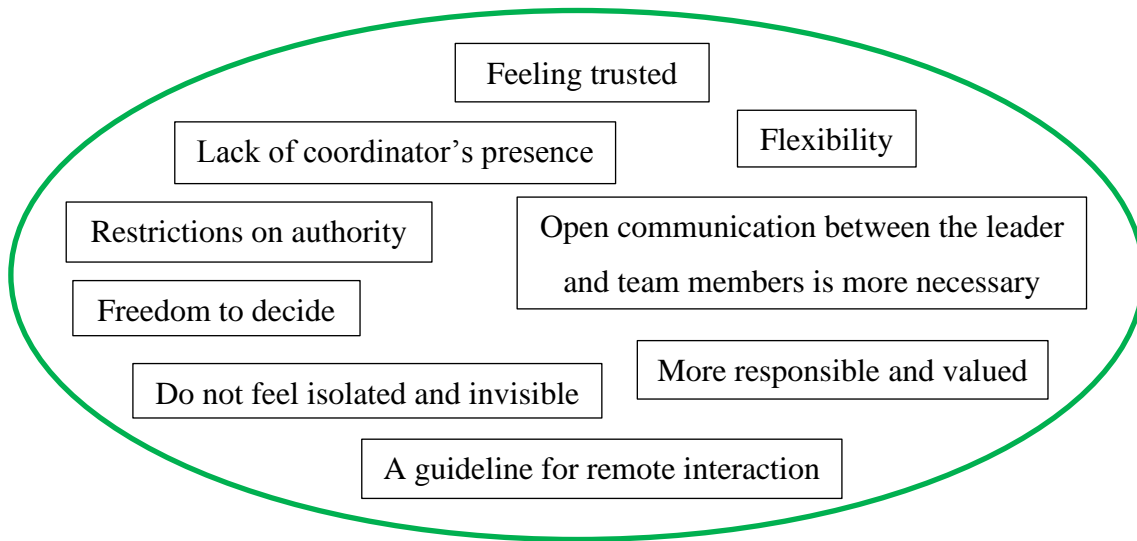 Feeling trusted
Flexibility
Lack of coordinator's presence
Restrictions on authority
Open communication between the leader
and team members is more necessary
Freedom to decide
More responsible and valued
Do not feel isolated and invisible
A guideline for remote interaction